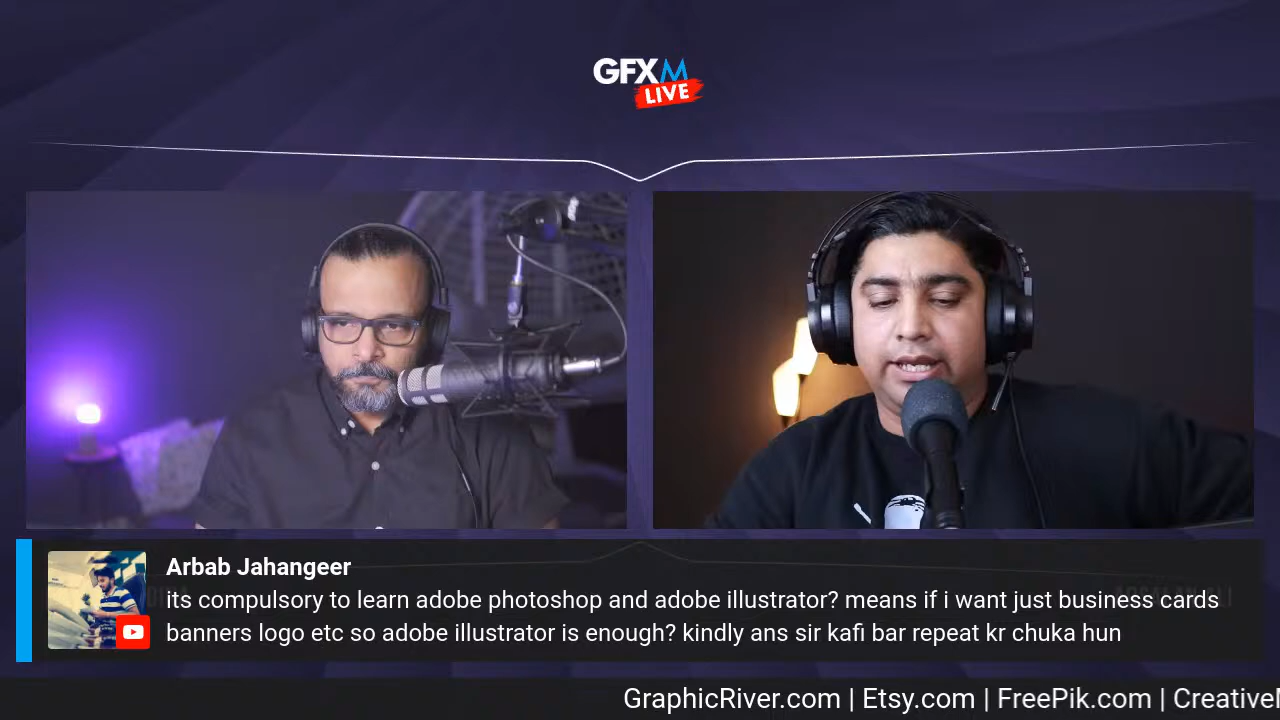 GFXM
LIVE
Arbab Jahangeer
its compulsory to learn adobe photoshop and adobe illustraror? means if i want just business cards
banners logo etc so adobe illustrator is enough? kindly ans sir kafi bar repeat kr chuka hun
GraphicRiver.com | Etsy.com | FreePik.com | Creative